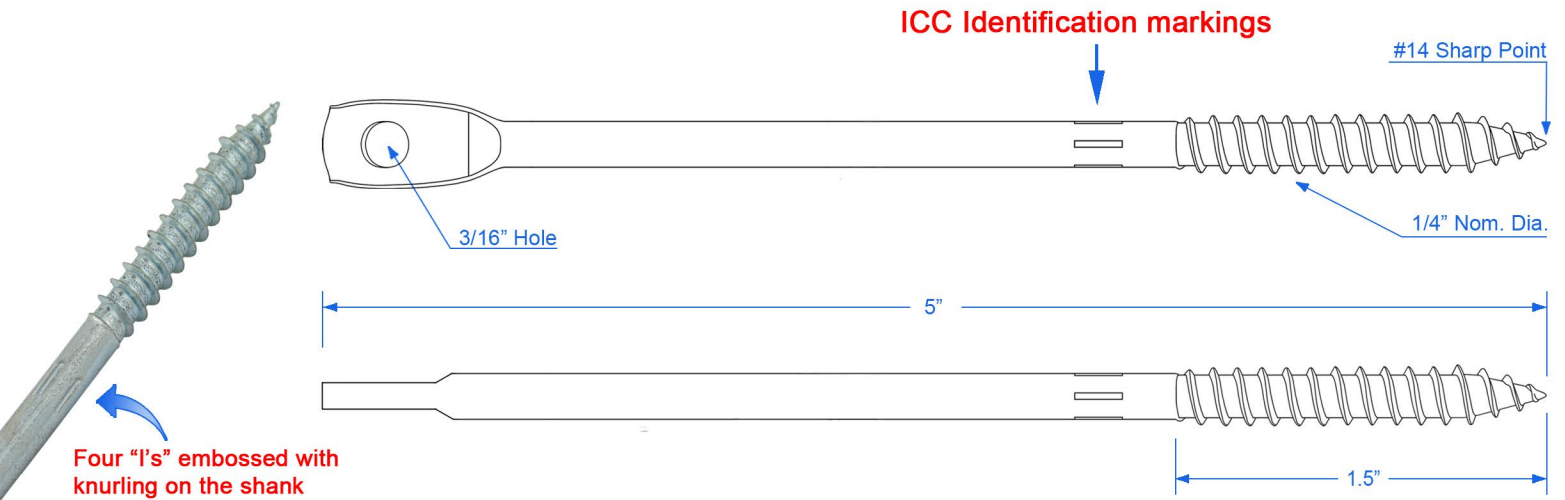 ICC Identification markings
#14 Sharp Point
3/16” Hole
1/4” Nom. Dia.
5”
1.5”
Four “I's” embossed with
knurling on the shank